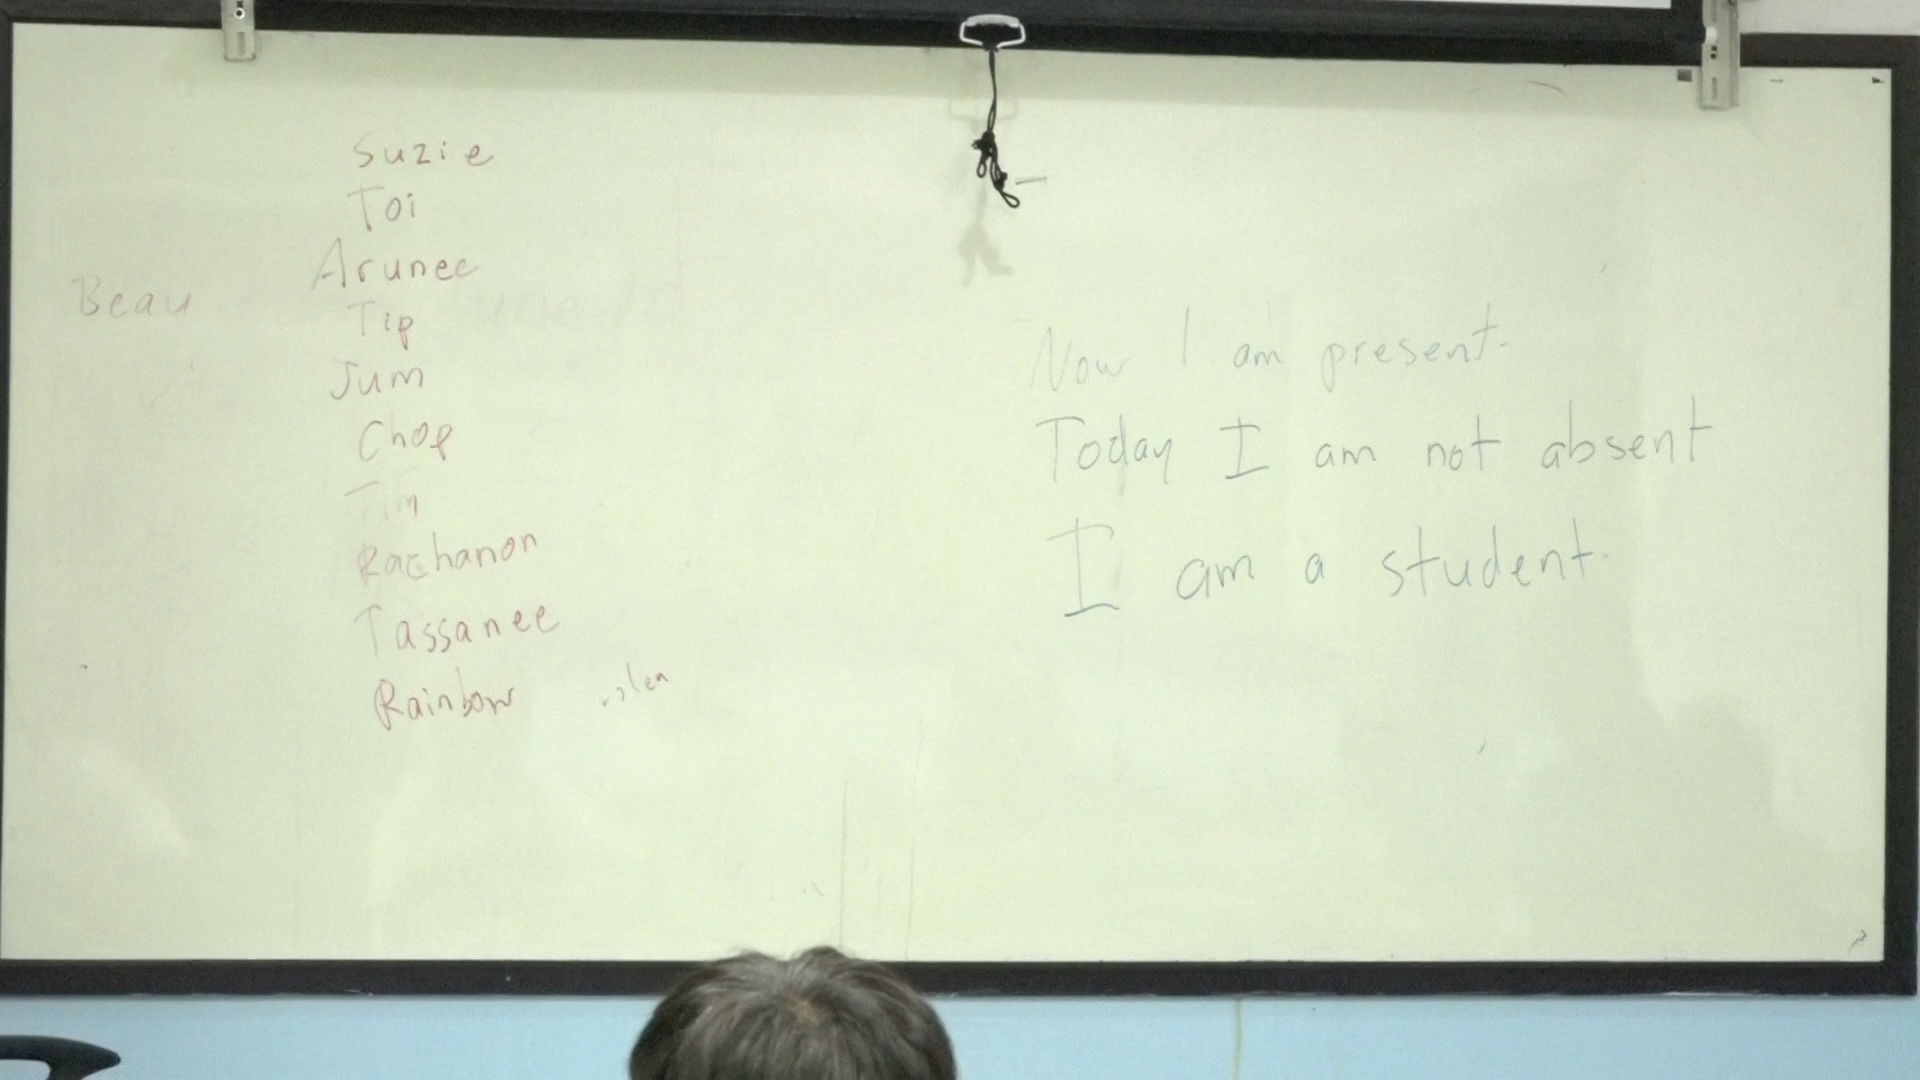 Suzie
Toi
Arunee
Beau
Tip
Jum
Chop
Tim
Rachanon
Tassanee
Rainbow
Now I am present.
Today I am not absent
I am a student.